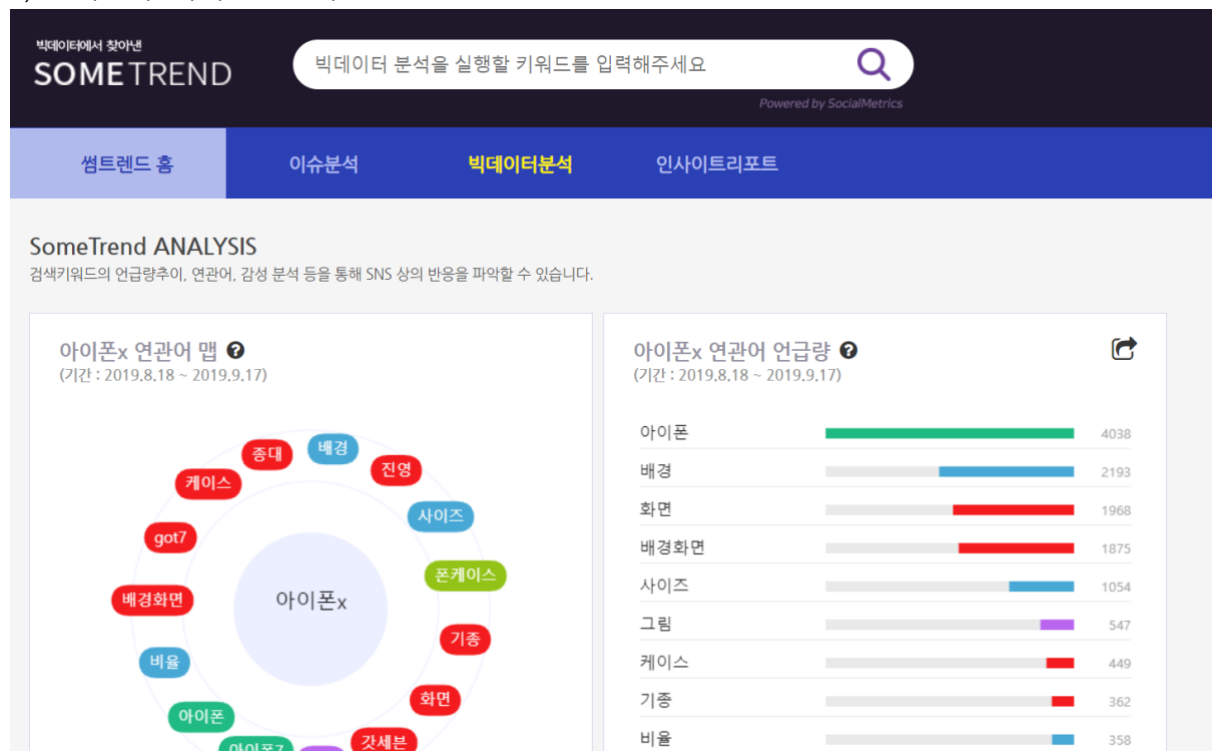 빅데이터에서 찾아낸
SOMETREND
빅데이터 분석을 실행할 키워드를 입력해주세요
Powered by SocialMetrics
썸트렌드 홈
이슈분석
빅데이터분석
인사이트리포트
SomeTrend ANALYSIS
검색키워드의 언급량추이, 연관어, 감성 분석 등을 통해 SNS 상의 반응을 파악할 수 있습니다.
아이폰x 연관어 맵
(기간 : 2019.8.18 ~ 2019.9.17)
종대
배경
진영
케이스
사이즈
got7
폰케이스
배경화면
아이폰x
기종
비율
화면
아이폰
갓세븐
아이폰7
아이폰x 연관어 언급량
(기간 : 2019.8.18 ~ 2019.9.17)
아이폰 4038
배경 2193
화면 1968
배경화면 1875
사이즈 1054
그림 547
케이스 449
기종 362
비율 358